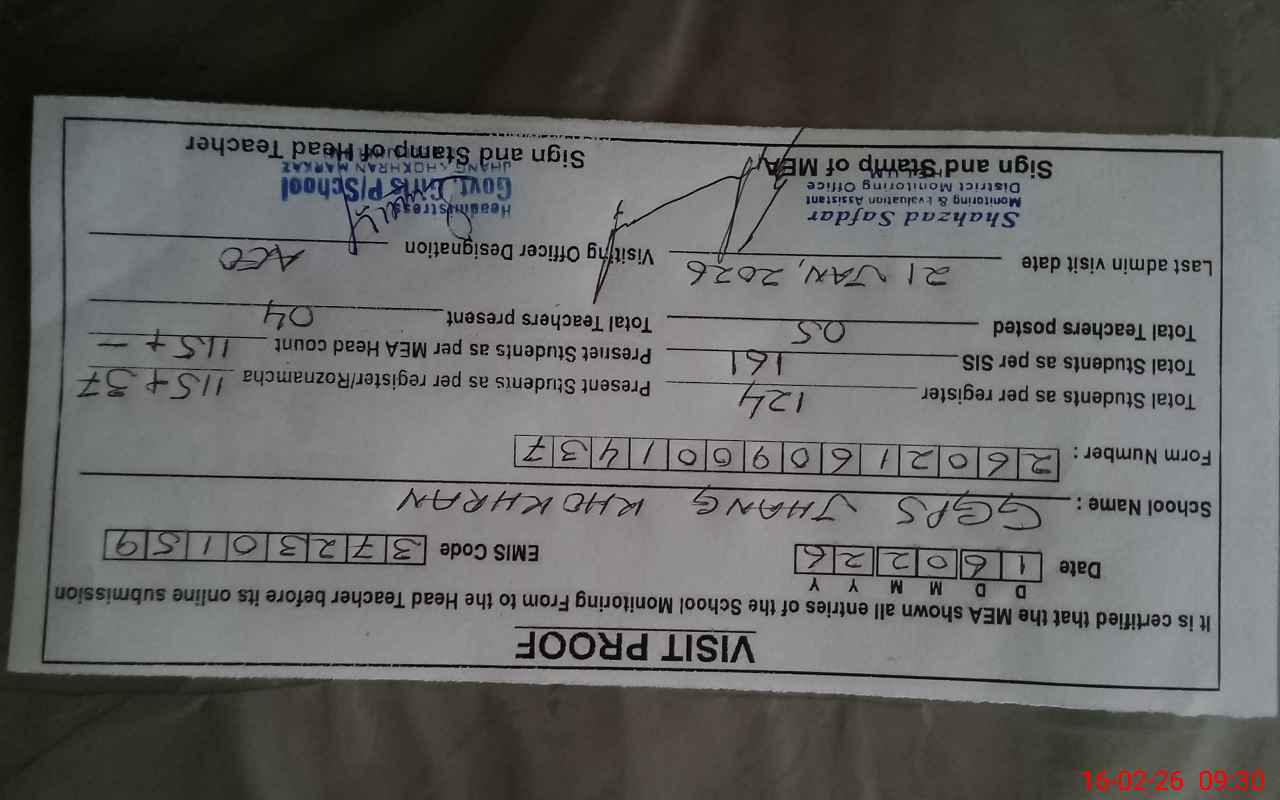 VISIT PROOF
It is certified that the MEA shown all entries of the School Monitoring From to the Head Teacher before its online submission
D D M M Y Y
Date 1 6 0 2 2 6 EMIS Code 3 7 2 3 0 1 5 9
School Name : GGPS JHANG KHOKHRAN
Form Number : 2 6 0 2 1 6 0 9 0 0 1 4 3 7
Total Students as per register 124 Present Students as per register/Roznamcha 115 + 37
Total Students as per SIS 161 Presnet Students as per MEA Head count 115 + —
Total Teachers posted 05 Total Teachers present 04
Last admin visit date 21 JAN, 2026 Visiting Officer Designation AEO
Shahzad Safdar Headmistress
Monitoring & Evaluation Assistant Govt. Girls P/School
District Monitoring Office JHANG KHOKHRAN MARKAZ
Sign and Stamp of MEA Sign and Stamp of Head Teacher
16-02-26 09:30